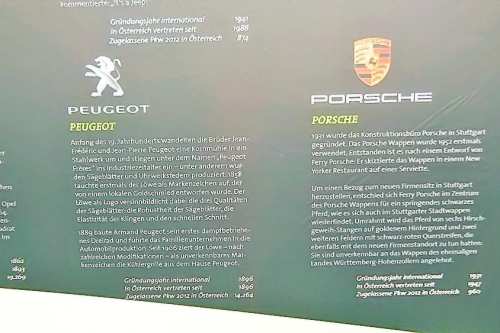 kommentierte: „It's a Jeep!"
Gründungsjahr international 1941
In Österreich vertreten seit 1988
Zugelassene Pkw 2012 in Österreich 874
PEUGEOT
PEUGEOT
Anfang des 19. Jahrhunderts wandelten die Brüder Jean-
Frédéric und Jean-Pierre Peugeot eine Kornmühle in ein
Stahlwerk um und stiegen unter dem Namen „Peugeot
Frères" ins Industriezeitalter ein – unter anderem wur-
den Sägeblätter und Uhrwerksfedern produziert. 1858
tauchte erstmals der Löwe als Markenzeichen auf, der
von einem lokalen Goldschmied entworfen wurde. Der
Löwe als Logo versinnbildlicht dabei die drei Qualitäten
der Sägeblätter: die Robustheit der Sägeblätter, die
Elastizität der Klingen und den schnellen Schnitt.
1889 baute Armand Peugeot sein erstes dampfbetriebe-
nes Dreirad und führte das Familienunternehmen in die
Automobilproduktion. Seit 1906 ziert der Löwe – nach
zahlreichen Modifikationen – als unverkennbares Mar-
kenzeichen die Kühlergrille aus dem Hause Peugeot.
Gründungsjahr international 1896
In Österreich vertreten seit 1896
Zugelassene Pkw 2012 in Österreich 14.264
Opel
1862
1893
19.269
PORSCHE
PORSCHE
1931 wurde das Konstruktionsbüro Porsche in Stuttgart
gegründet. Das Porsche Wappen wurde 1952 erstmals
verwendet. Entstanden ist es nach einem Entwurf von
Ferry Porsche: Er skizzierte das Wappen in einem New
Yorker Restaurant auf einer Serviette.
Um einen Bezug zum neuen Firmensitz in Stuttgart
herzustellen, entschied sich Ferry Porsche im Zentrum
des Porsche Wappens für ein springendes schwarzes
Pferd, wie es sich auch im Stuttgarter Stadtwappen
wiederfindet. Umrahmt wird das Pferd von sechs Hirsch-
geweih-Stangen auf goldenem Hintergrund und zwei
weiteren Feldern mit schwarz-roten Querstreifen, die
ebenfalls mit dem neuen Firmenstandort zu tun hatten:
Sie sind unverkennbar an das Wappen des ehemaligen
Landes Württemberg-Hohenzollern angelehnt.
Gründungsjahr international 1931
In Österreich vertreten seit 1947
Zugelassene Pkw 2012 in Österreich 960